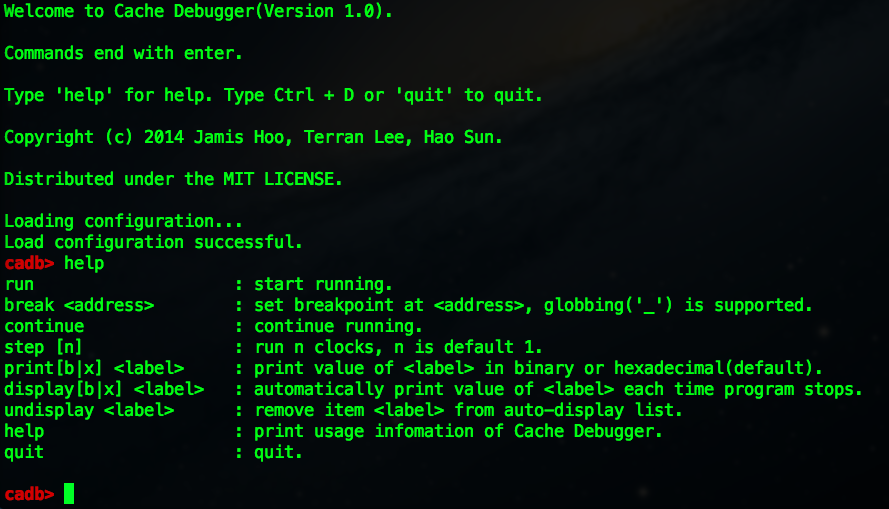 Welcome to Cache Debugger(Version 1.0).
Commands end with enter.
Type 'help' for help. Type Ctrl + D or 'quit' to quit.
Copyright (c) 2014 Jamis Hoo, Terran Lee, Hao Sun.
Distributed under the MIT LICENSE.
Loading configuration...
Load configuration successful.
cadb> help
run                    : start running.
break <address>        : set breakpoint at <address>, globbing('_') is supported.
continue               : continue running.
step [n]               : run n clocks, n is default 1.
print[b|x] <label>     : print value of <label> in binary or hexadecimal(default).
display[b|x] <label>   : automatically print value of <label> each time program stops.
undisplay <label>      : remove item <label> from auto-display list.
help                   : print usage infomation of Cache Debugger.
quit                   : quit.
cadb>